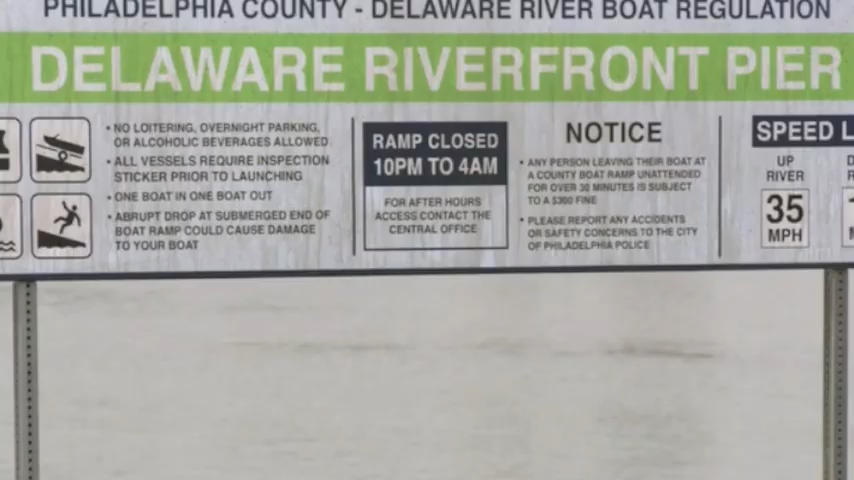 PHILADELPHIA COUNTY - DELAWARE RIVER BOAT REGULATION
DELAWARE RIVERFRONT PIER
• NO LOITERING, OVERNIGHT PARKING,
OR ALCOHOLIC BEVERAGES ALLOWED
• ALL VESSELS REQUIRE INSPECTION
STICKER PRIOR TO LAUNCHING
• ONE BOAT IN ONE BOAT OUT
• ABRUPT DROP AT SUBMERGED END OF
BOAT RAMP COULD CAUSE DAMAGE
TO YOUR BOAT
RAMP CLOSED
10PM TO 4AM
FOR AFTER HOURS
ACCESS CONTACT THE
CENTRAL OFFICE
NOTICE
• ANY PERSON LEAVING THEIR BOAT AT
A COUNTY BOAT RAMP UNATTENDED
FOR OVER 30 MINUTES IS SUBJECT
TO A $300 FINE
• PLEASE REPORT ANY ACCIDENTS
OR SAFETY CONCERNS TO THE CITY
OF PHILADELPHIA POLICE
SPEED L
UP
RIVER
35
MPH